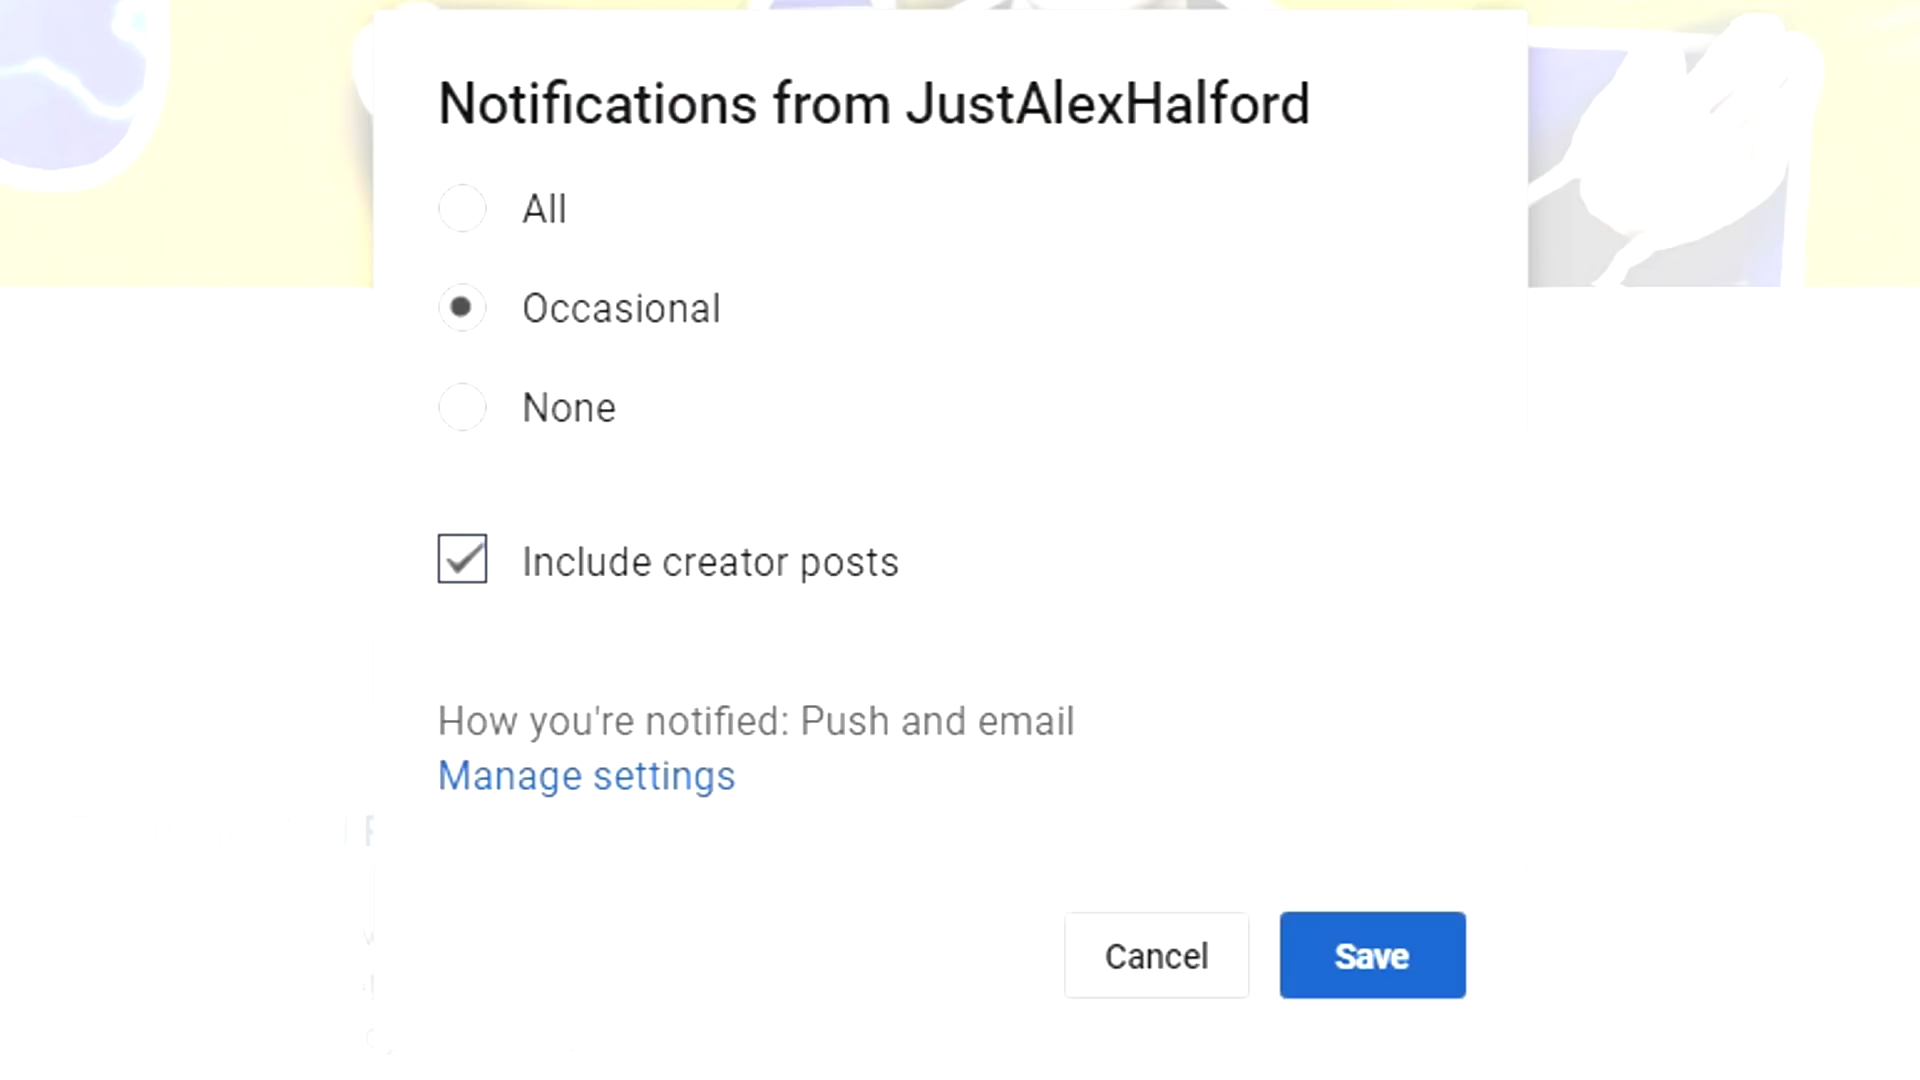 Notifications from JustAlexHalford
All
Occasional
None
Include creator posts
How you're notified: Push and email
Manage settings
Cancel
Save